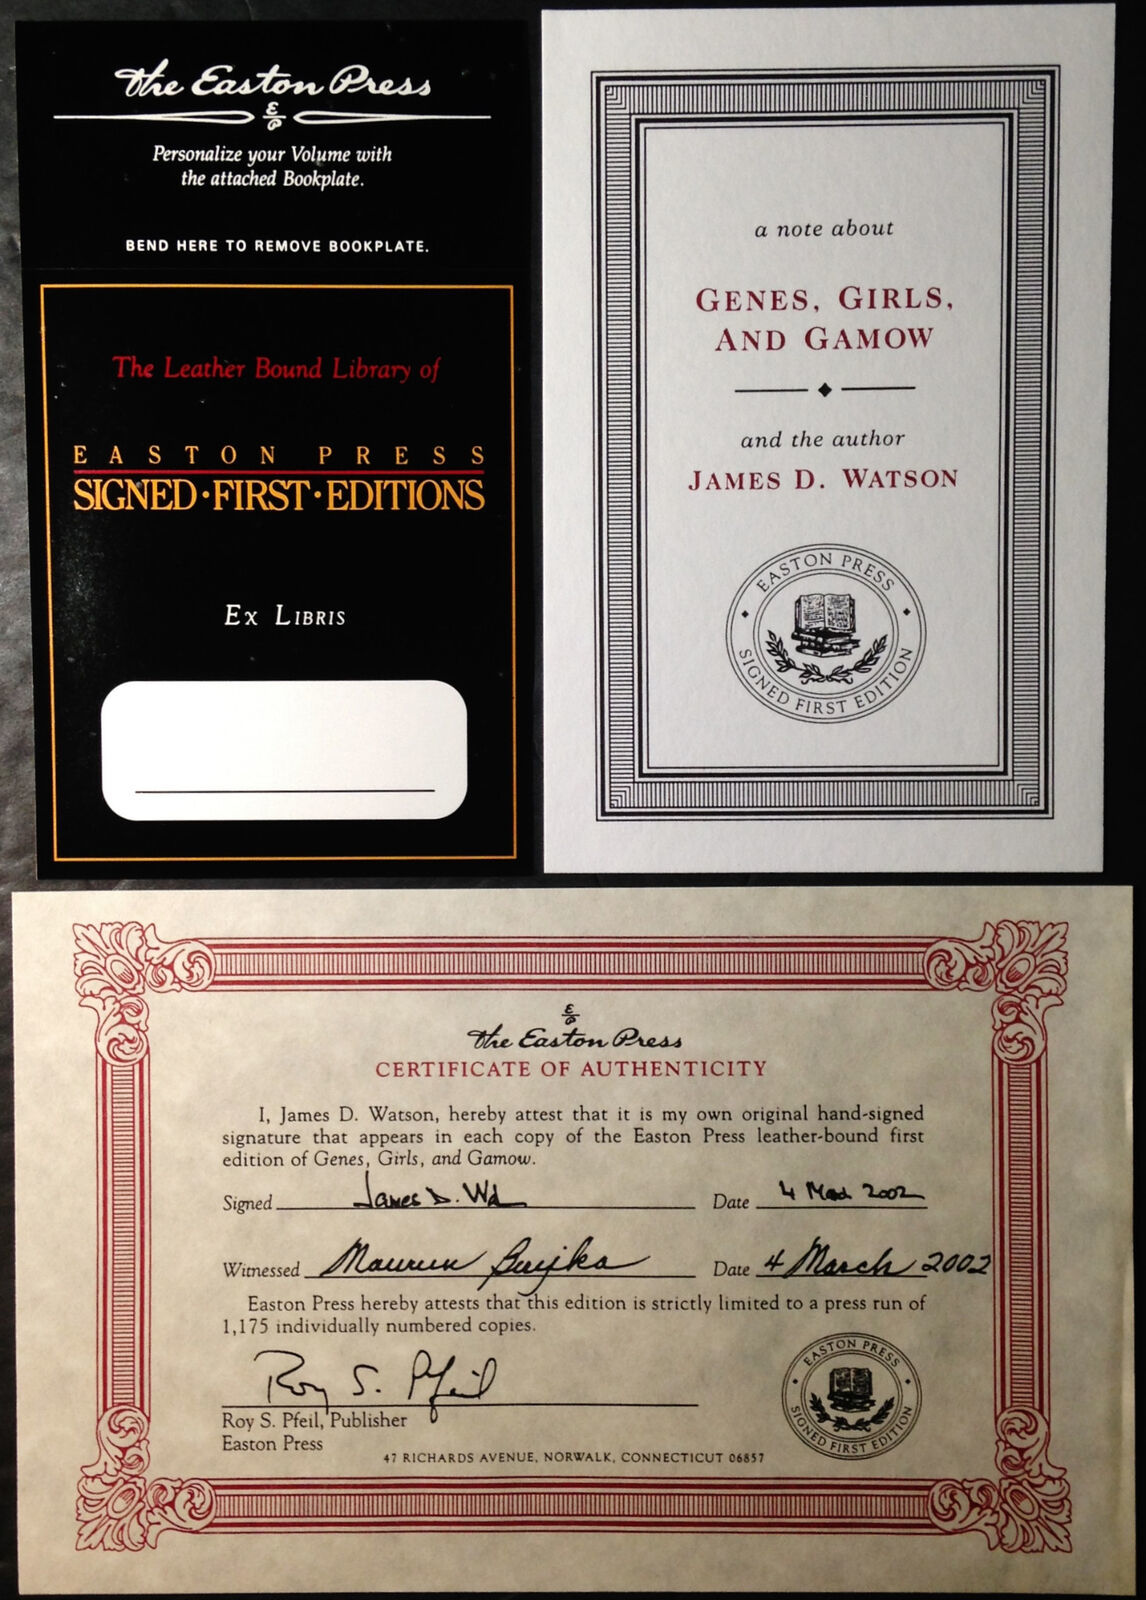 The Easton Press
E
P
Personalize your Volume with
the attached Bookplate.
BEND HERE TO REMOVE BOOKPLATE.
The Leather Bound Library of
EASTON PRESS
SIGNED·FIRST·EDITIONS
EX LIBRIS
a note about
GENES, GIRLS,
AND GAMOW
and the author
JAMES D. WATSON
EASTON PRESS
SIGNED FIRST EDITION
E
P
The Easton Press
CERTIFICATE OF AUTHENTICITY
I, James D. Watson, hereby attest that it is my own original hand-signed
signature that appears in each copy of the Easton Press leather-bound first
edition of Genes, Girls, and Gamow.
Signed James D. Date 4 2002
Witnessed Maureen Date 4 March 2002
Easton Press hereby attests that this edition is strictly limited to a press run of
1,175 individually numbered copies.
Roy S. Pfeil
Roy S. Pfeil, Publisher
Easton Press
47 RICHARDS AVENUE, NORWALK, CONNECTICUT 06857
EASTON PRESS
SIGNED FIRST EDITION